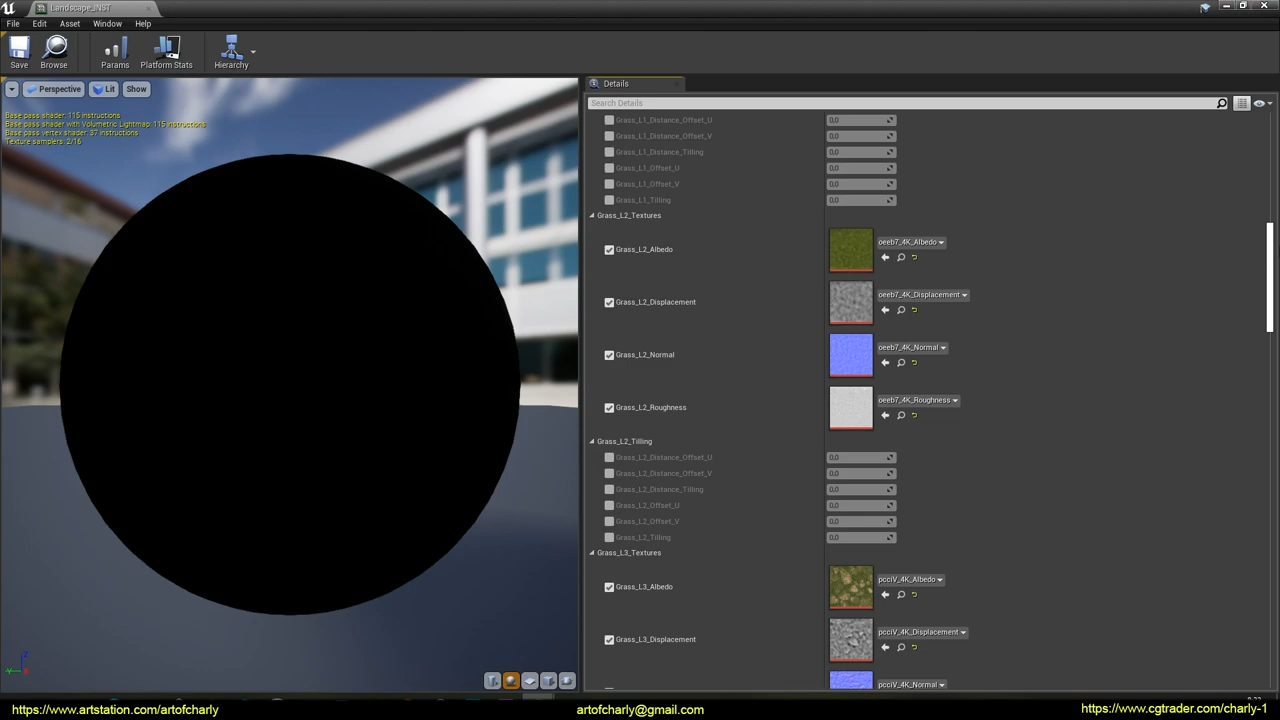 Landscape_INST
File Edit Asset Window Help
Save Browse Params Platform Stats Hierarchy
Perspective Lit Show
Base pass shader: 115 instructions
Base pass shader with Volumetric Lightmap: 115 instructions
Base pass vertex shader: 37 instructions
Texture samplers: 2/16
Z
Y
Details
Search Details
Grass_L1_Distance_Offset_U 0.0
Grass_L1_Distance_Offset_V 0.0
Grass_L1_Distance_Tilling 0.0
Grass_L1_Offset_U 0.0
Grass_L1_Offset_V 0.0
Grass_L1_Tilling 0.0
Grass_L2_Textures
Grass_L2_Albedo oeeb7_4K_Albedo
Grass_L2_Displacement oeeb7_4K_Displacement
Grass_L2_Normal oeeb7_4K_Normal
Grass_L2_Roughness oeeb7_4K_Roughness
Grass_L2_Tilling
Grass_L2_Distance_Offset_U 0.0
Grass_L2_Distance_Offset_V 0.0
Grass_L2_Distance_Tilling 0.0
Grass_L2_Offset_U 0.0
Grass_L2_Offset_V 0.0
Grass_L2_Tilling 0.0
Grass_L3_Textures
Grass_L3_Albedo pcciV_4K_Albedo
Grass_L3_Displacement pcciV_4K_Displacement
pcciV_4K_Normal
https://www.artstation.com/artofcharly artofcharly@gmail.com https://www.cgtrader.com/charly-1